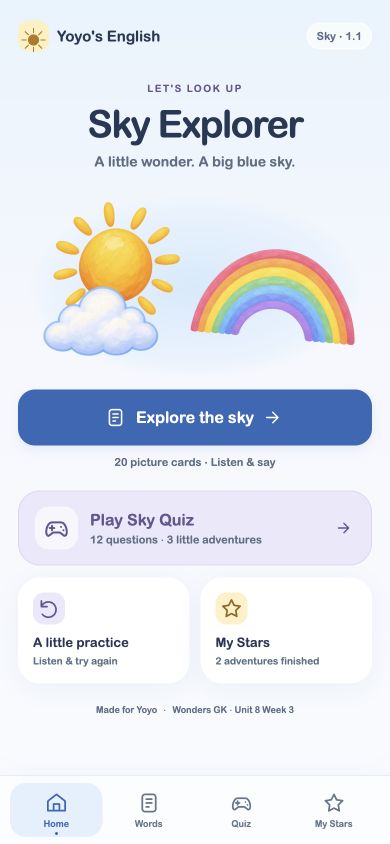 Yoyo's English
Sky · 1.1
LET'S LOOK UP
Sky Explorer
A little wonder. A big blue sky.
Explore the sky
20 picture cards · Listen & say
Play Sky Quiz
12 questions · 3 little adventures
A little practice
Listen & try again
My Stars
2 adventures finished
Made for Yoyo · Wonders GK · Unit 8 Week 3
Home
Words
Quiz
My Stars